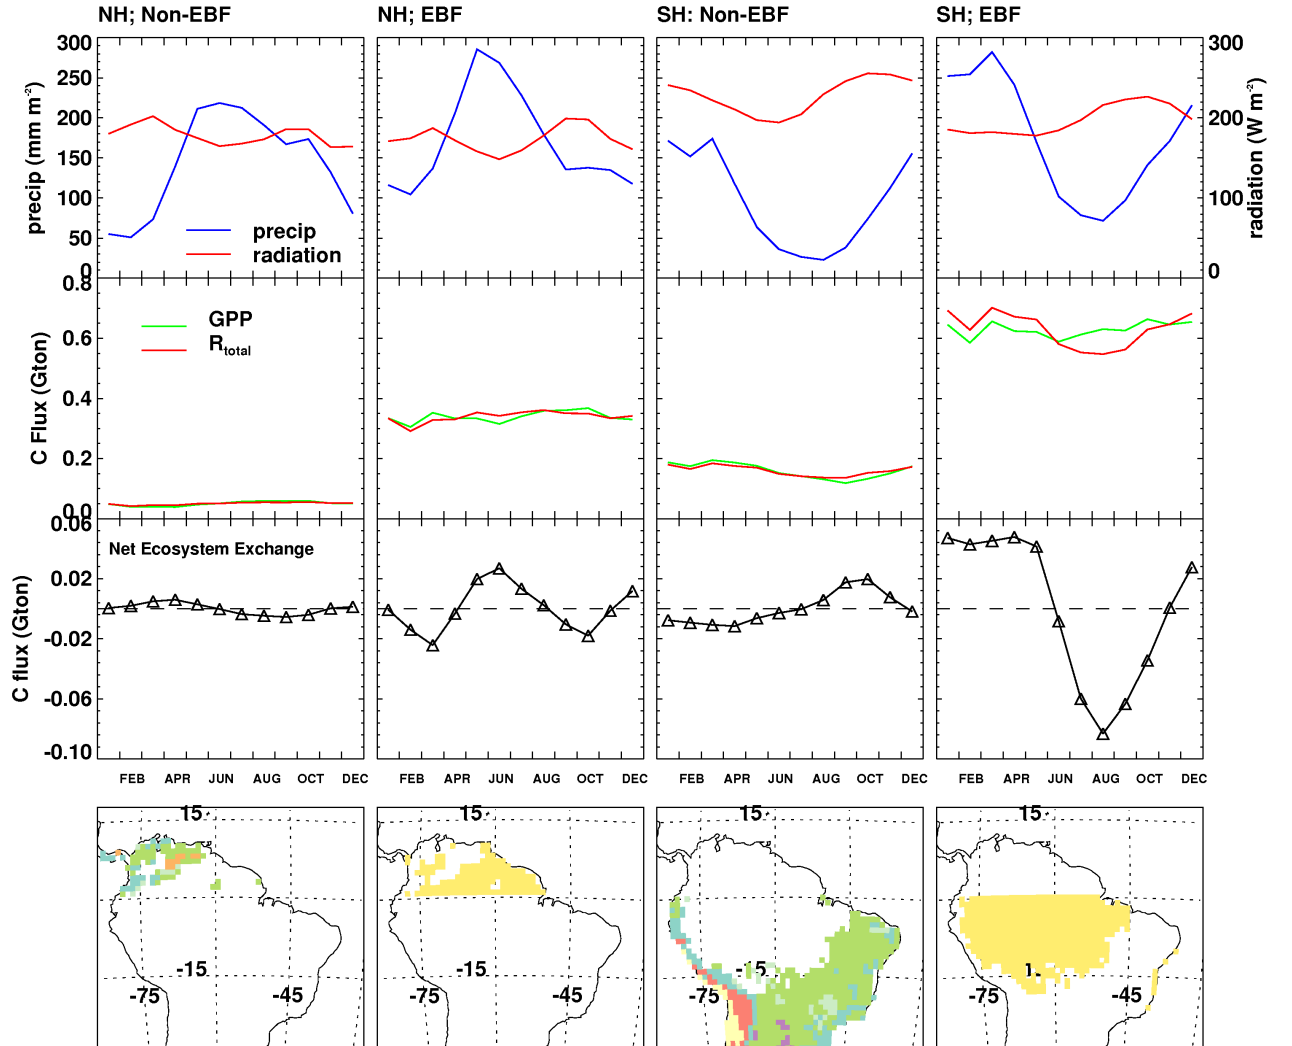 NH; Non-EBF NH; EBF SH: Non-EBF SH; EBF
300 300
250
200 200
150
100 100
50
0 0
precip (mm m-2)
radiation (W m-2)
precip
radiation
0.8
0.6
0.4
0.2
0.0
C Flux (Gton)
GPP
Rtotal
0.06
0.02
-0.02
-0.06
-0.10
C flux (Gton)
Net Ecosystem Exchange
FEB APR JUN AUG OCT DEC FEB APR JUN AUG OCT DEC FEB APR JUN AUG OCT DEC FEB APR JUN AUG OCT DEC
15 15 15 15
-15 -15 -15
-75 -45 -75 -45 -75 -75 -45